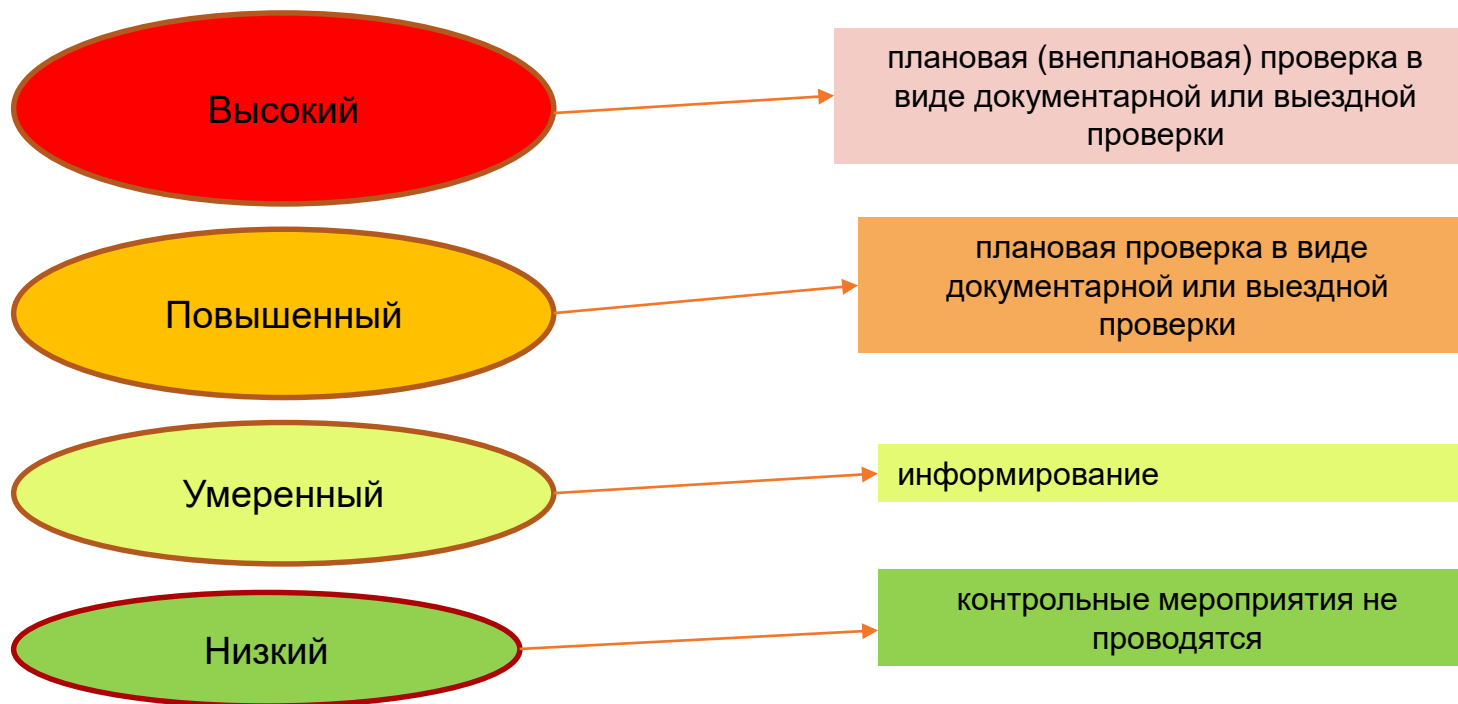 Высокий
плановая (внеплановая) проверка в
виде документарной или выездной
проверки
Повышенный
плановая проверка в виде
документарной или выездной
проверки
Умеренный
информирование
Низкий
контрольные мероприятия не
проводятся